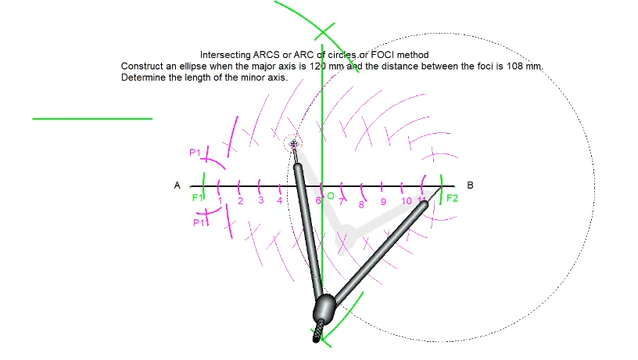 Intersecting ARCS or ARC of circles or FOCI method
Construct an ellipse when the major axis is 120 mm and the distance between the foci is 108 mm.
Determine the length of the minor axis.
P1
A B
F1 1 2 3 4 6 O 7 8 9 10 11 F2
P1